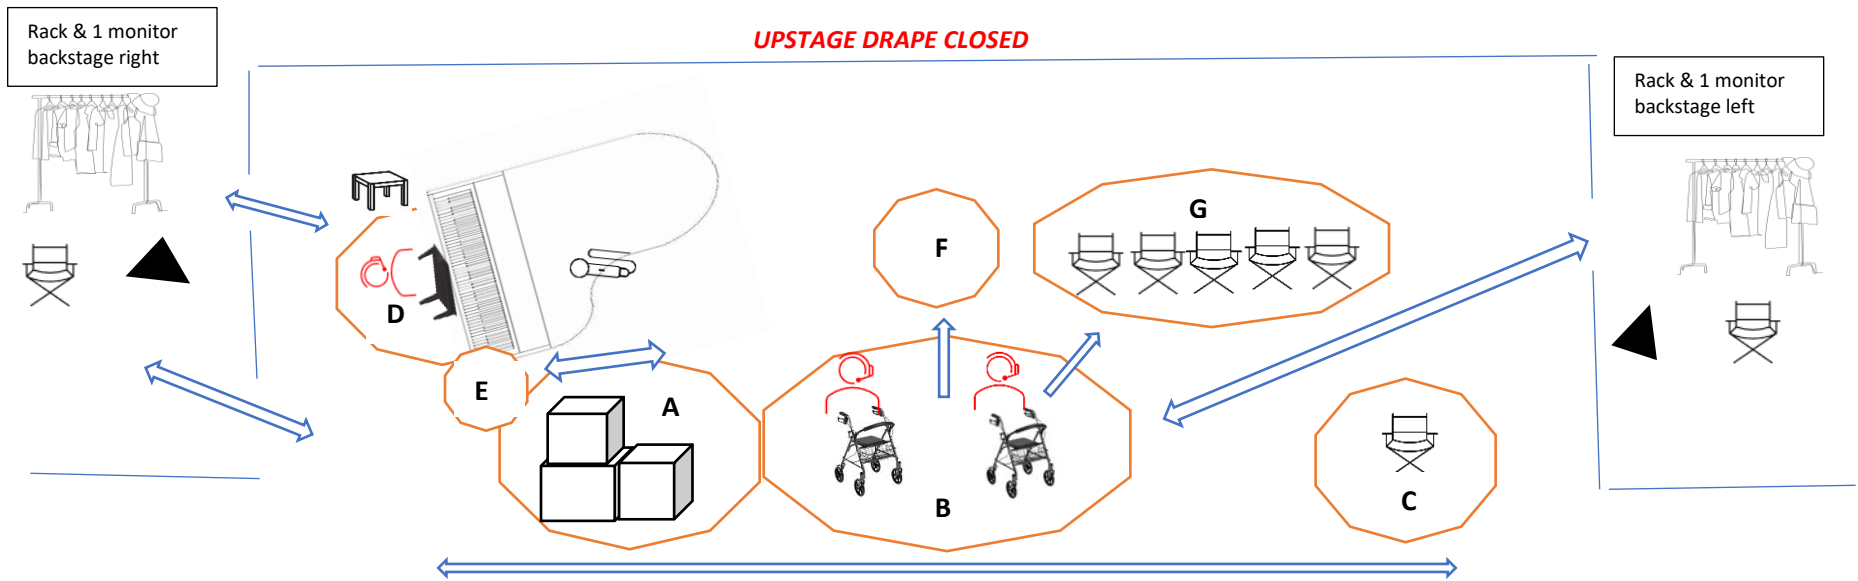 Rack & 1 monitor
backstage right
UPSTAGE DRAPE CLOSED
Rack & 1 monitor
backstage left
G
F
D
E
A
B
C